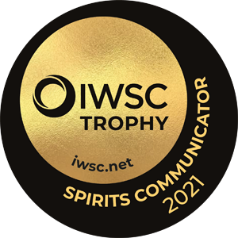 IWSC
TROPHY
iwsc.net
SPIRITS COMMUNICATOR
2021